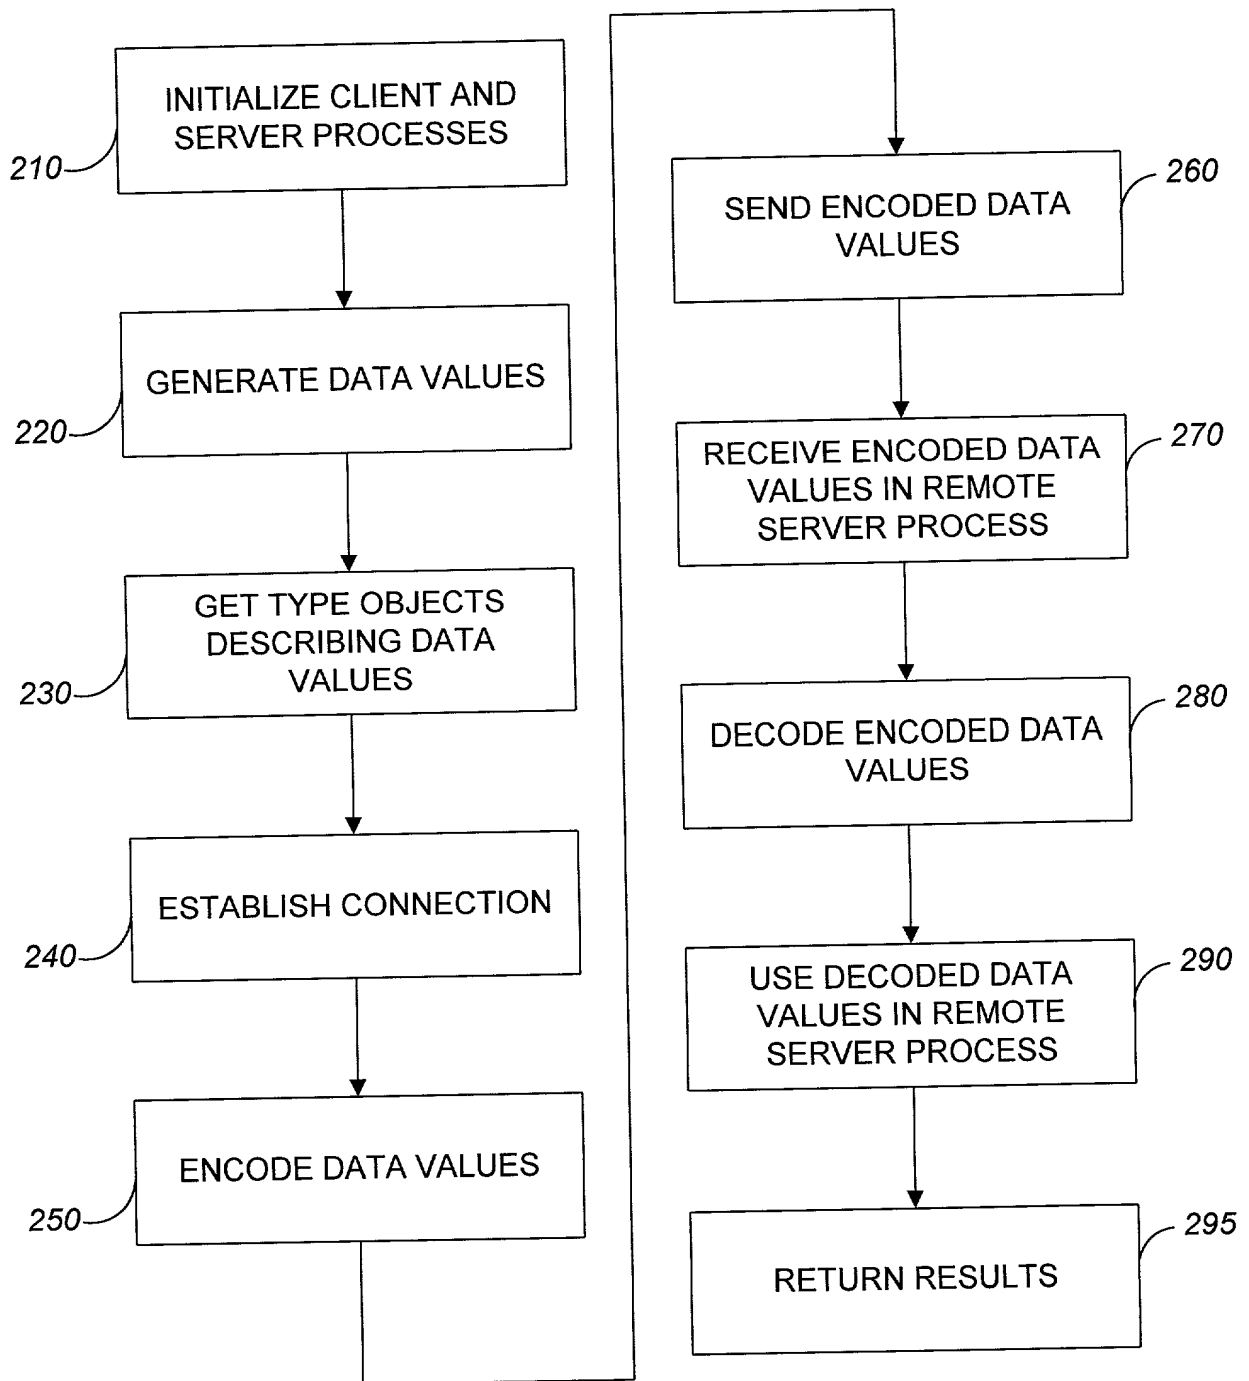 INITIALIZE CLIENT AND
SERVER PROCESSES
210
GENERATE DATA VALUES
220
GET TYPE OBJECTS
DESCRIBING DATA
VALUES
230
ESTABLISH CONNECTION
240
ENCODE DATA VALUES
250
260
SEND ENCODED DATA
VALUES
270
RECEIVE ENCODED DATA
VALUES IN REMOTE
SERVER PROCESS
280
DECODE ENCODED DATA
VALUES
290
USE DECODED DATA
VALUES IN REMOTE
SERVER PROCESS
295
RETURN RESULTS